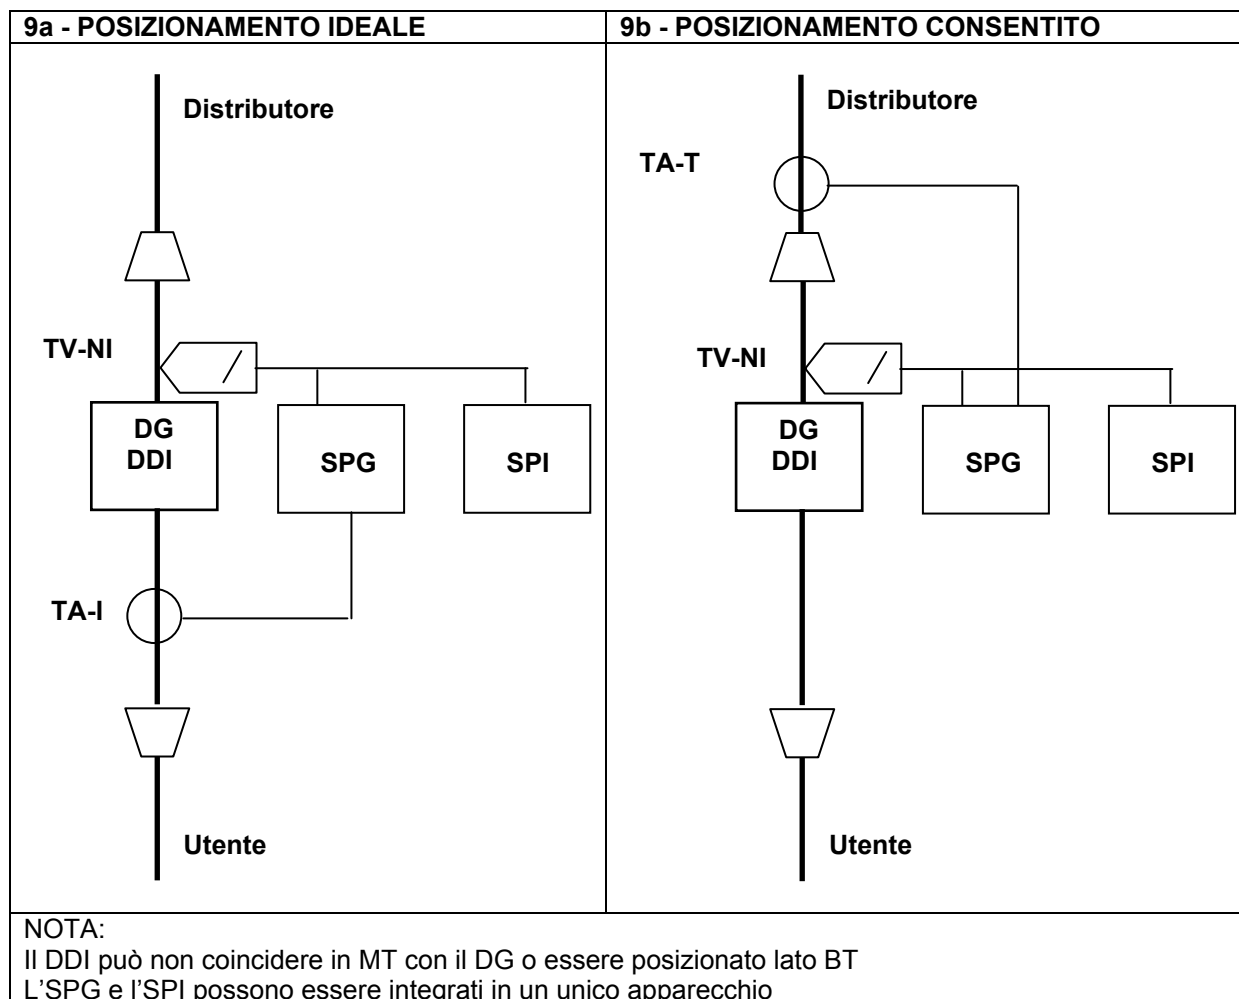 9a - POSIZIONAMENTO IDEALE
9b - POSIZIONAMENTO CONSENTITO
Distributore
TV-NI
DG
DDI
SPG
SPI
TA-I
Utente
Distributore
TA-T
TV-NI
DG
DDI
SPG
SPI
Utente
NOTA:
Il DDI può non coincidere in MT con il DG o essere posizionato lato BT
L'SPG e l'SPI possono essere integrati in un unico apparecchio